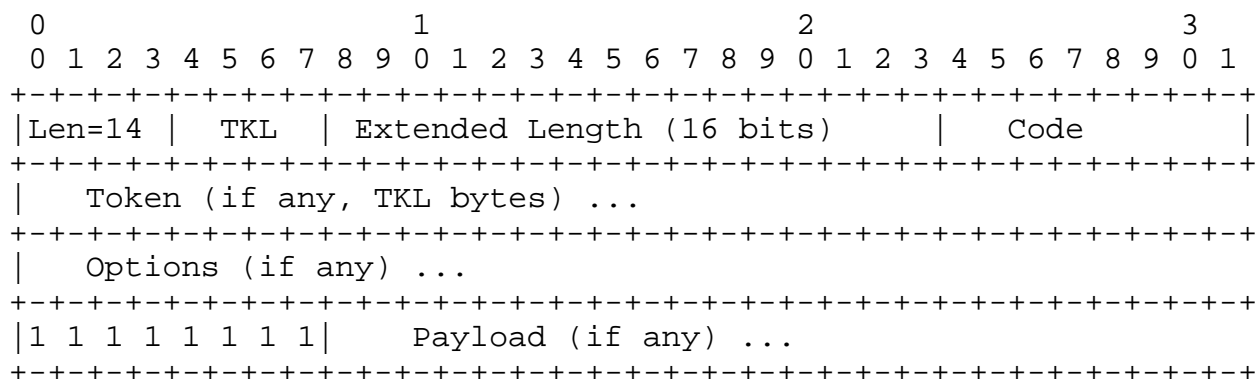 0                   1                   2                   3
 0 1 2 3 4 5 6 7 8 9 0 1 2 3 4 5 6 7 8 9 0 1 2 3 4 5 6 7 8 9 0 1
+-+-+-+-+-+-+-+-+-+-+-+-+-+-+-+-+-+-+-+-+-+-+-+-+-+-+-+-+-+-+-+-+
|Len=14 |  TKL  | Extended Length (16 bits)     |   Code        |
+-+-+-+-+-+-+-+-+-+-+-+-+-+-+-+-+-+-+-+-+-+-+-+-+-+-+-+-+-+-+-+-+
|   Token (if any, TKL bytes) ...
+-+-+-+-+-+-+-+-+-+-+-+-+-+-+-+-+-+-+-+-+-+-+-+-+-+-+-+-+-+-+-+-+
|   Options (if any) ...
+-+-+-+-+-+-+-+-+-+-+-+-+-+-+-+-+-+-+-+-+-+-+-+-+-+-+-+-+-+-+-+-+
|1 1 1 1 1 1 1 1|    Payload (if any) ...
+-+-+-+-+-+-+-+-+-+-+-+-+-+-+-+-+-+-+-+-+-+-+-+-+-+-+-+-+-+-+-+-+